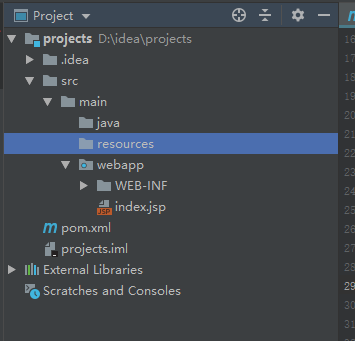 Project
projects D:\idea\projects
.idea
src
main
java
resources
webapp
WEB-INF
JSP index.jsp
m pom.xml
projects.iml
External Libraries
Scratches and Consoles
16
17
18
19
20
21
22
23
24
25
26
27
28
29
30
31